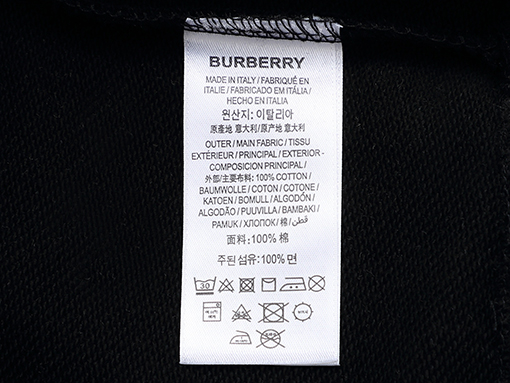 BURBERRY
MADE IN ITALY / FABRIQUÉ EN
ITALIE / FABRICADO EM ITÁLIA /
HECHO EN ITALIA
원산지: 이탈리아
原產地 意大利/原产地 意大利
OUTER / MAIN FABRIC / TISSU
EXTÉRIEUR / PRINCIPAL / EXTERIOR -
COMPOSICION PRINCIPAL /
外部/主要布料: 100% COTTON /
BAUMWOLLE / COTON / COTONE /
KATOEN / BOMULL / ALGODÓN /
ALGODÃO / PUUVILLA / BAMBAKI /
PAMUK / ХЛОПОК / 棉 / قطن /
面料: 100% 棉
주된 섬유: 100% 면
30